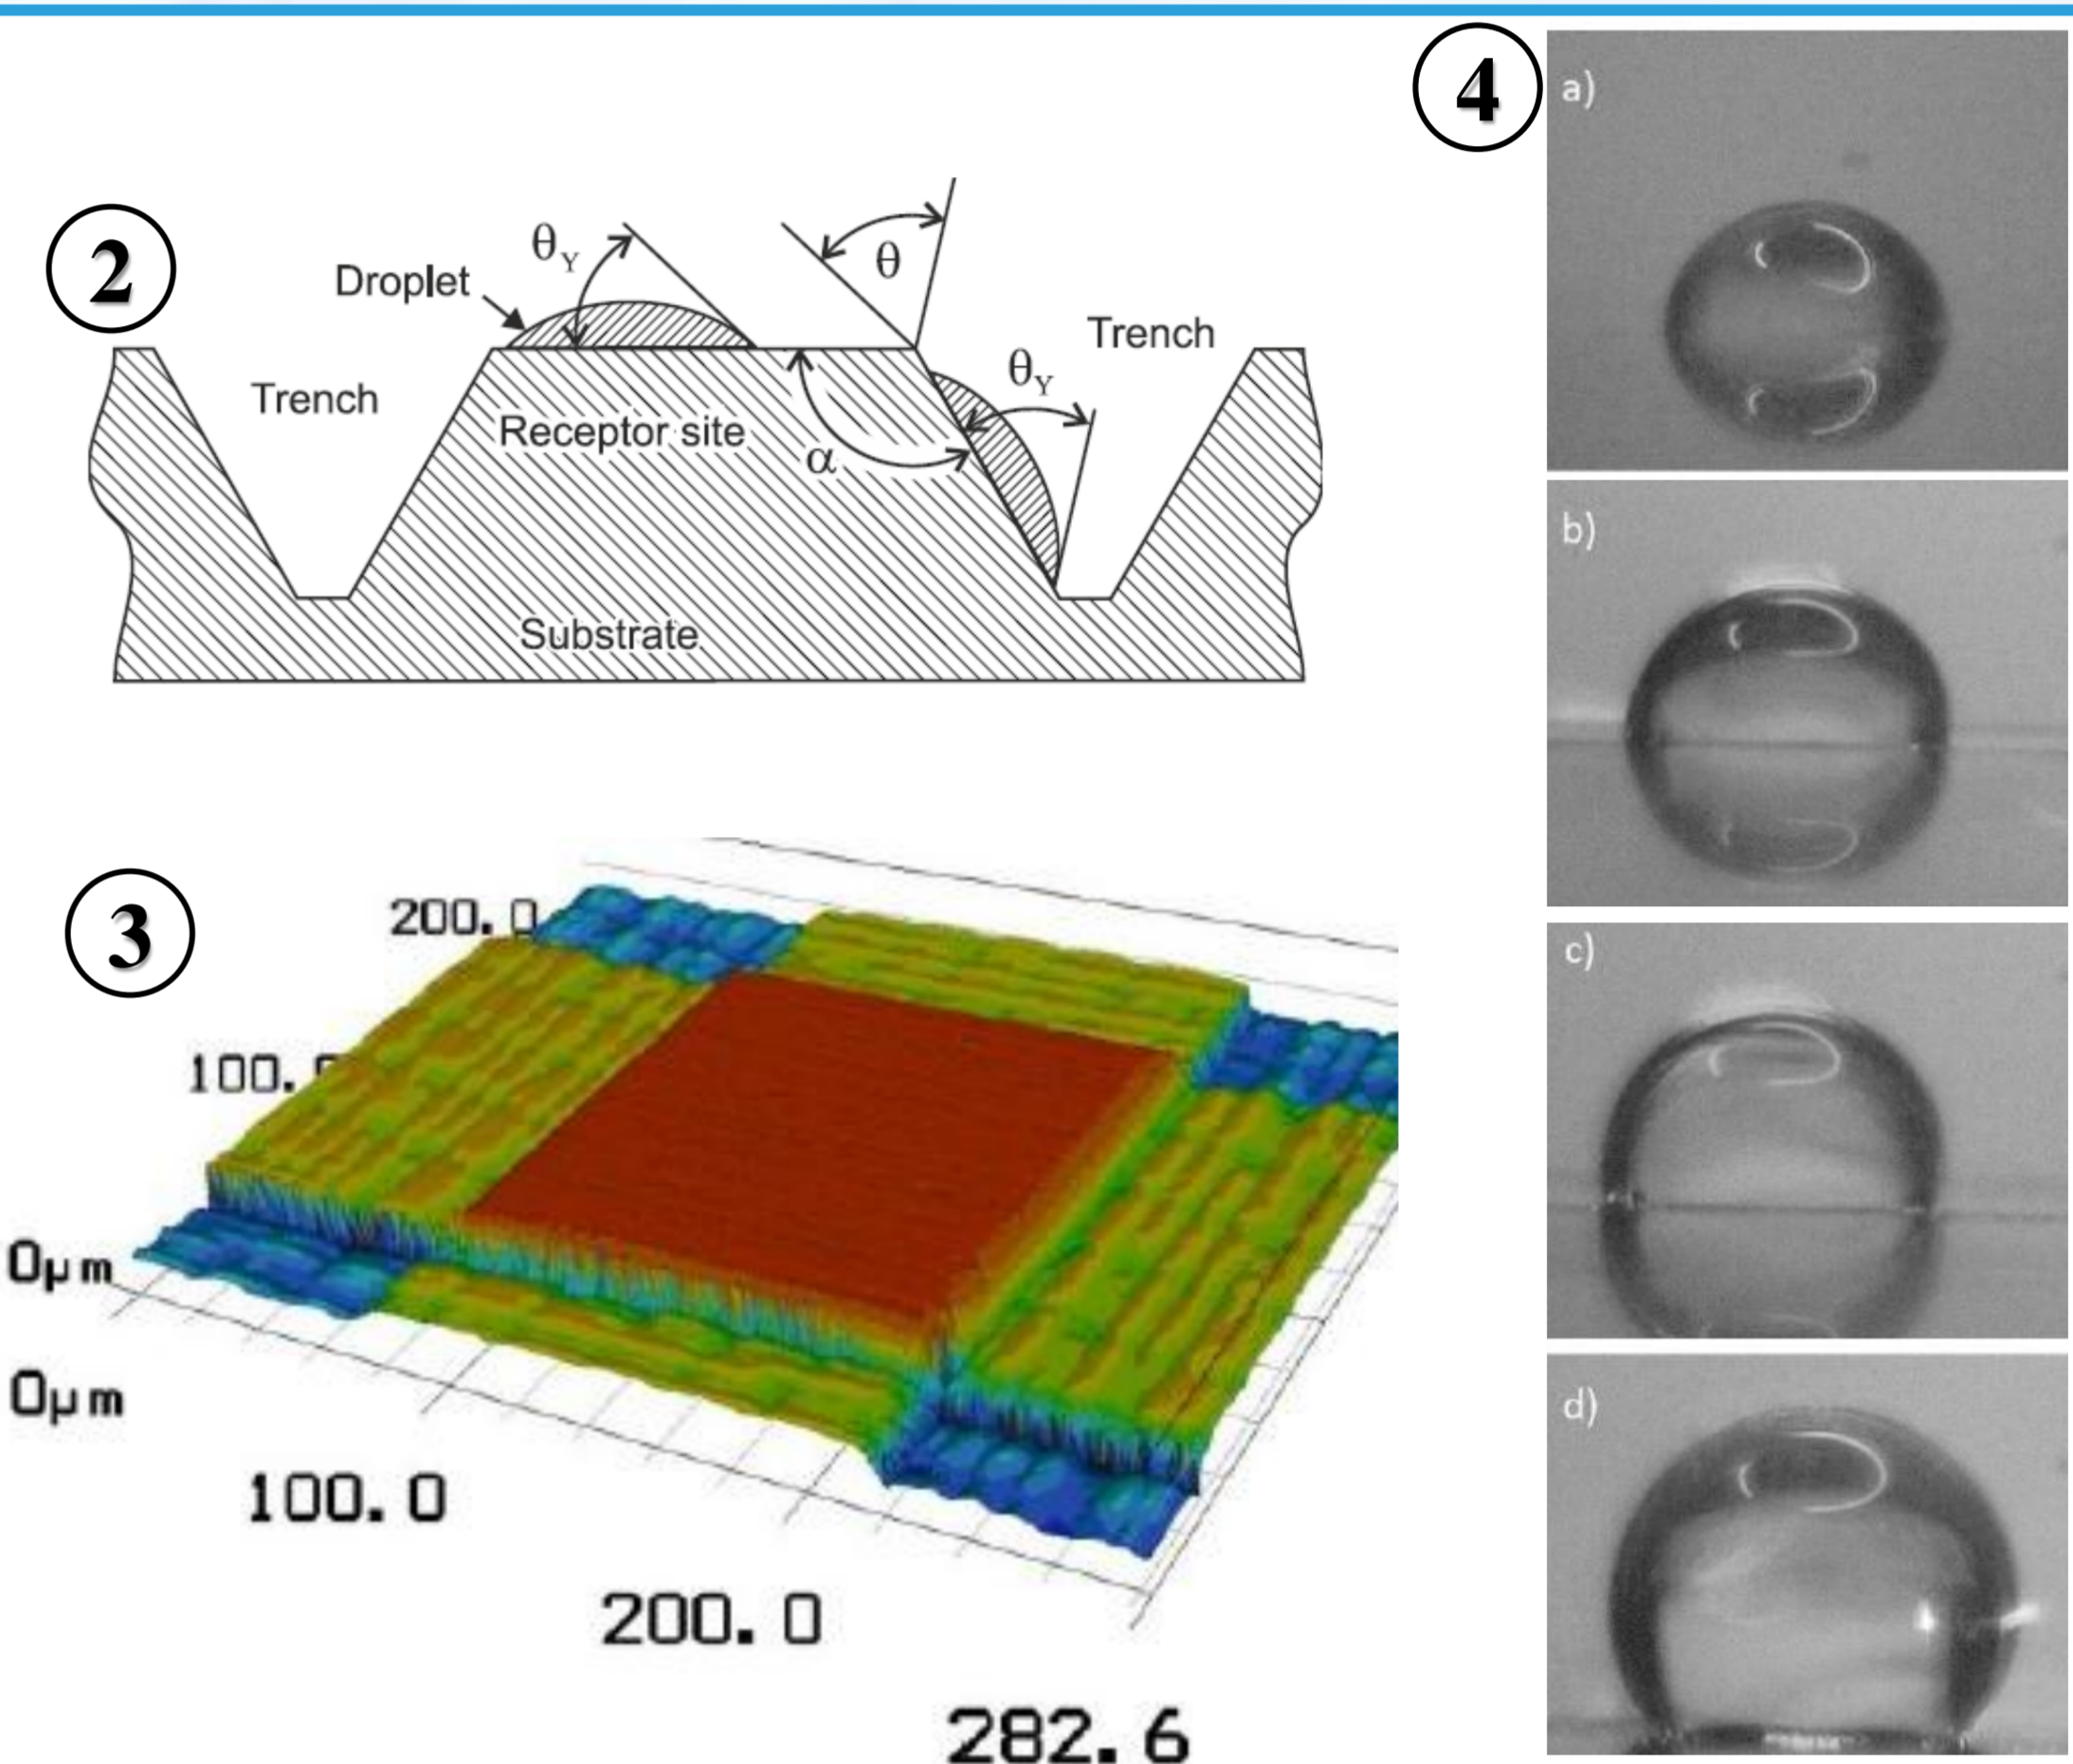 2
θY
θ
Droplet
Trench
Trench
θY
Receptor site
α
Substrate
3
200.0
100.
0µm
0µm
100.0
200.0
282.6
4
a)
b)
c)
d)